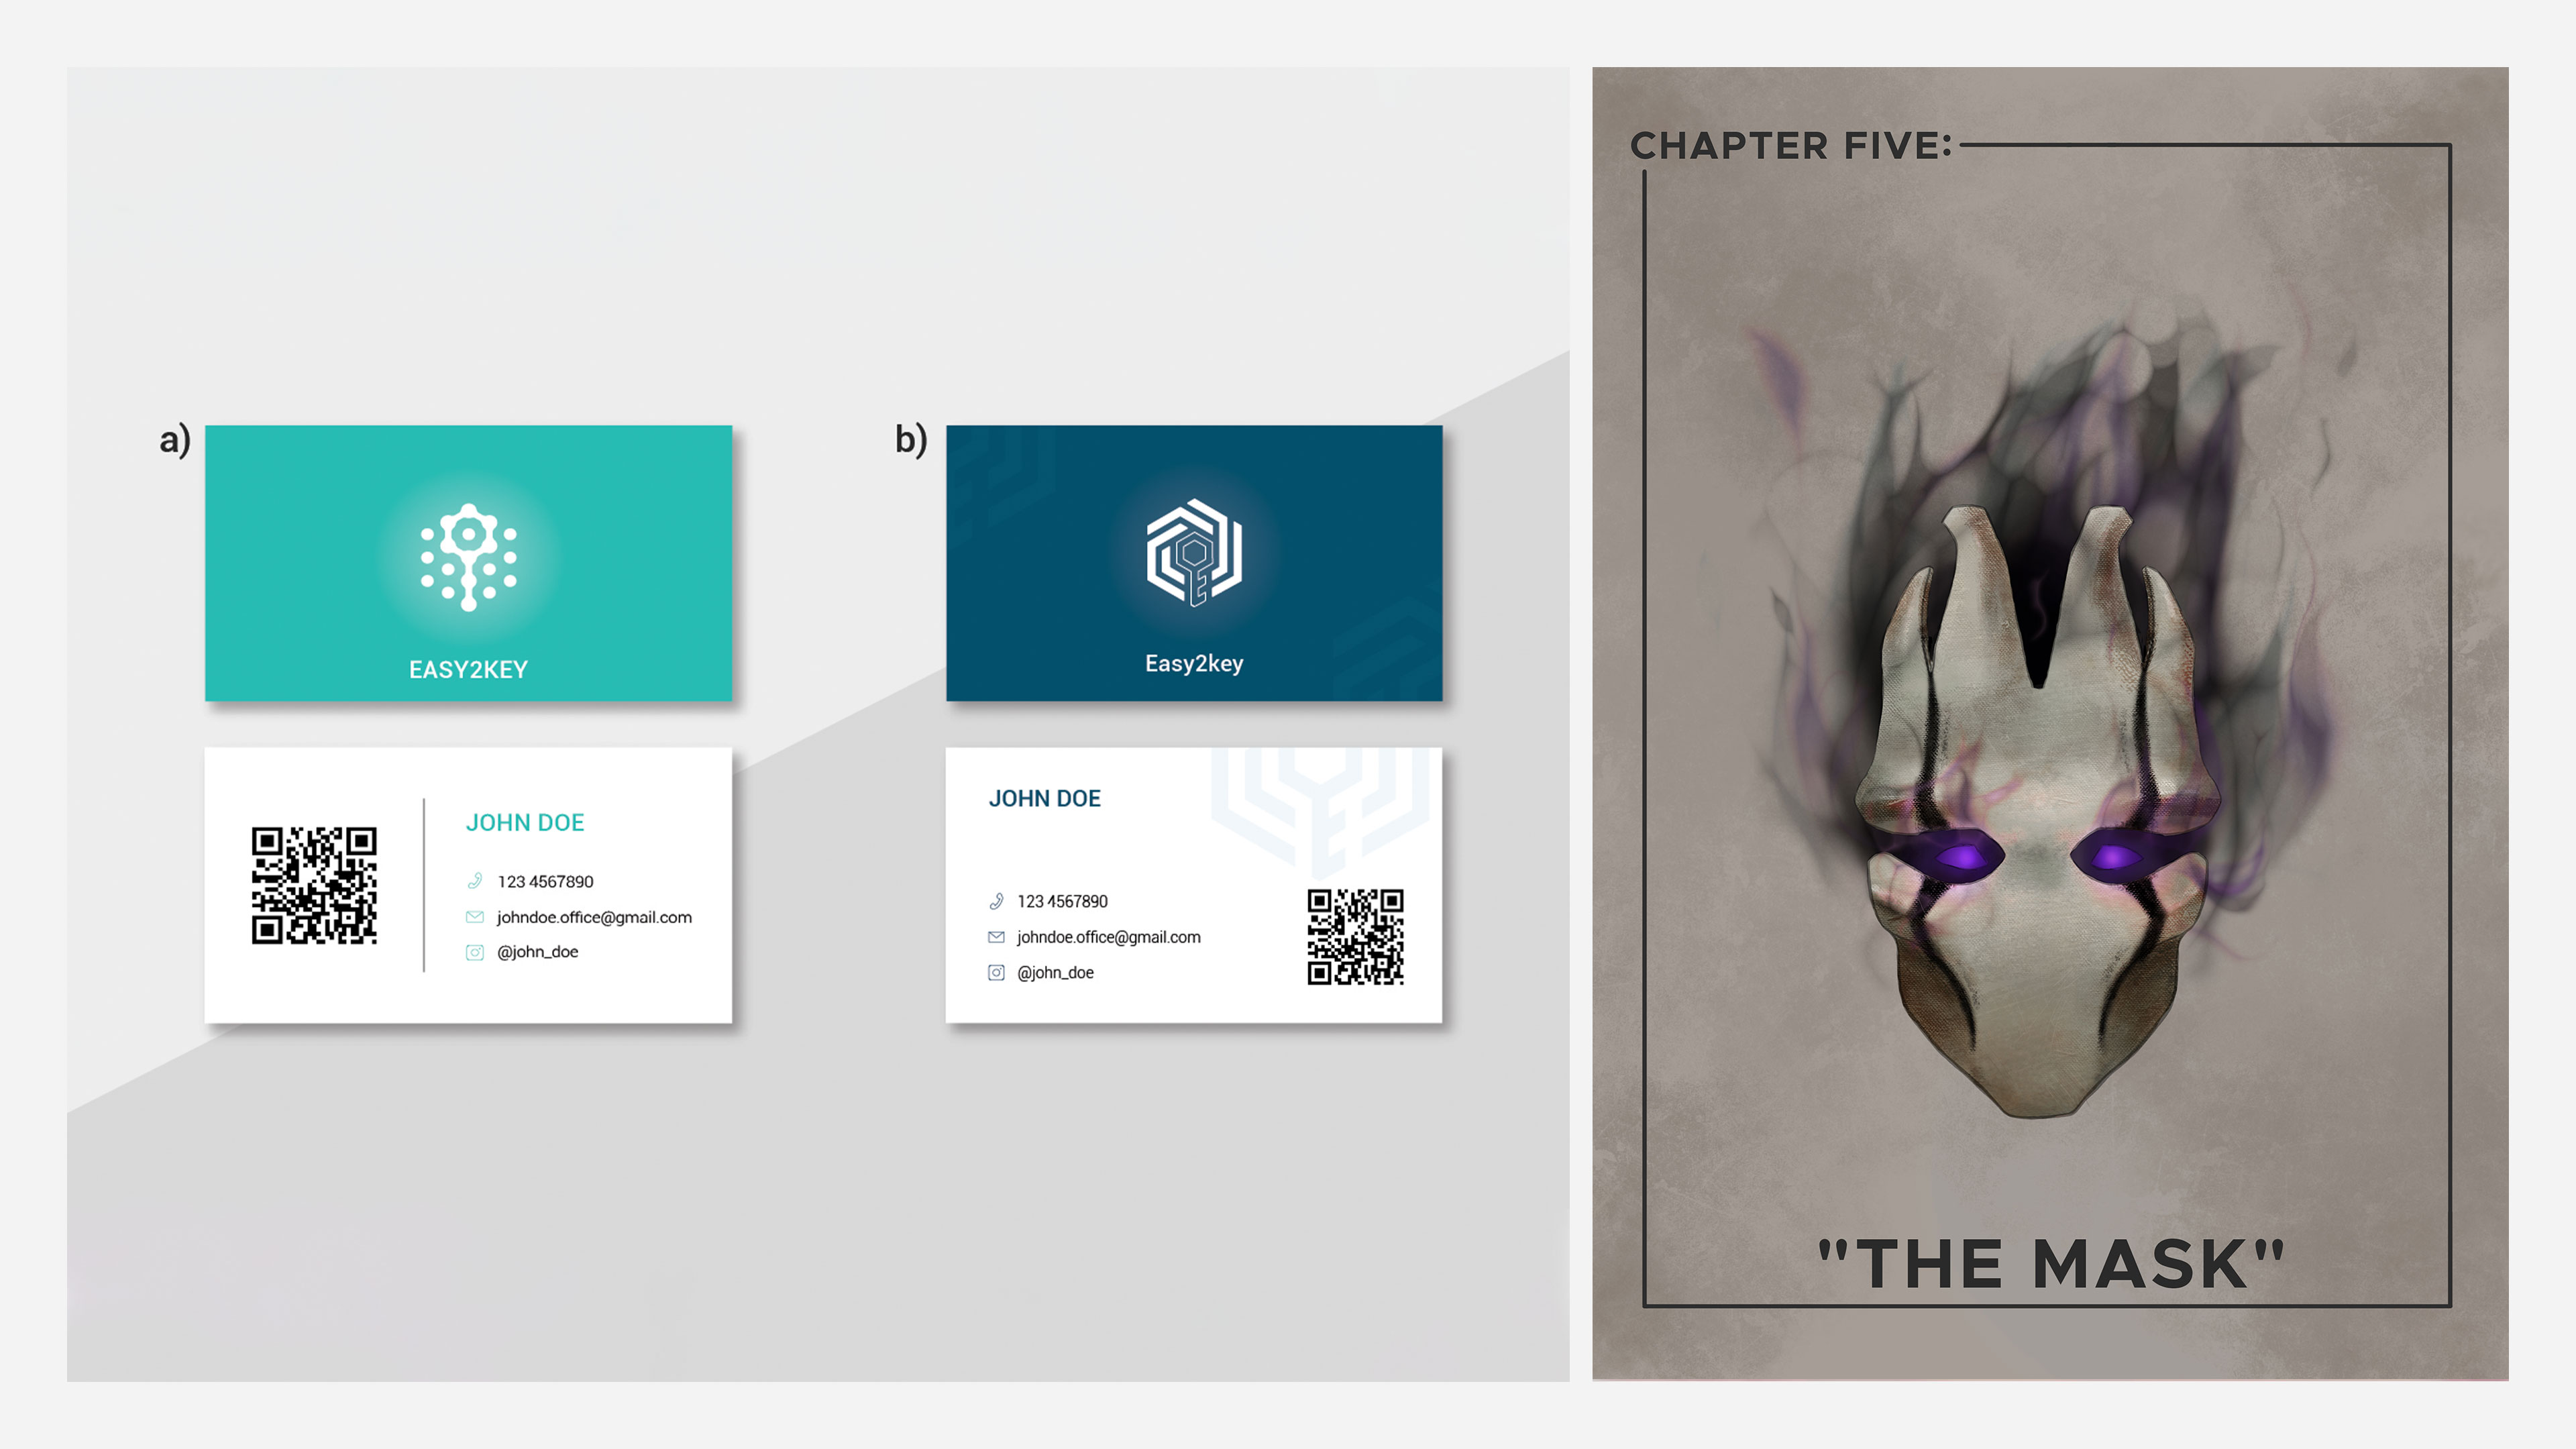 a)
EASY2KEY
JOHN DOE
123 4567890
johndoe.office@gmail.com
@john_doe
b)
Easy2key
JOHN DOE
123 4567890
johndoe.office@gmail.com
@john_doe
CHAPTER FIVE:
"THE MASK"